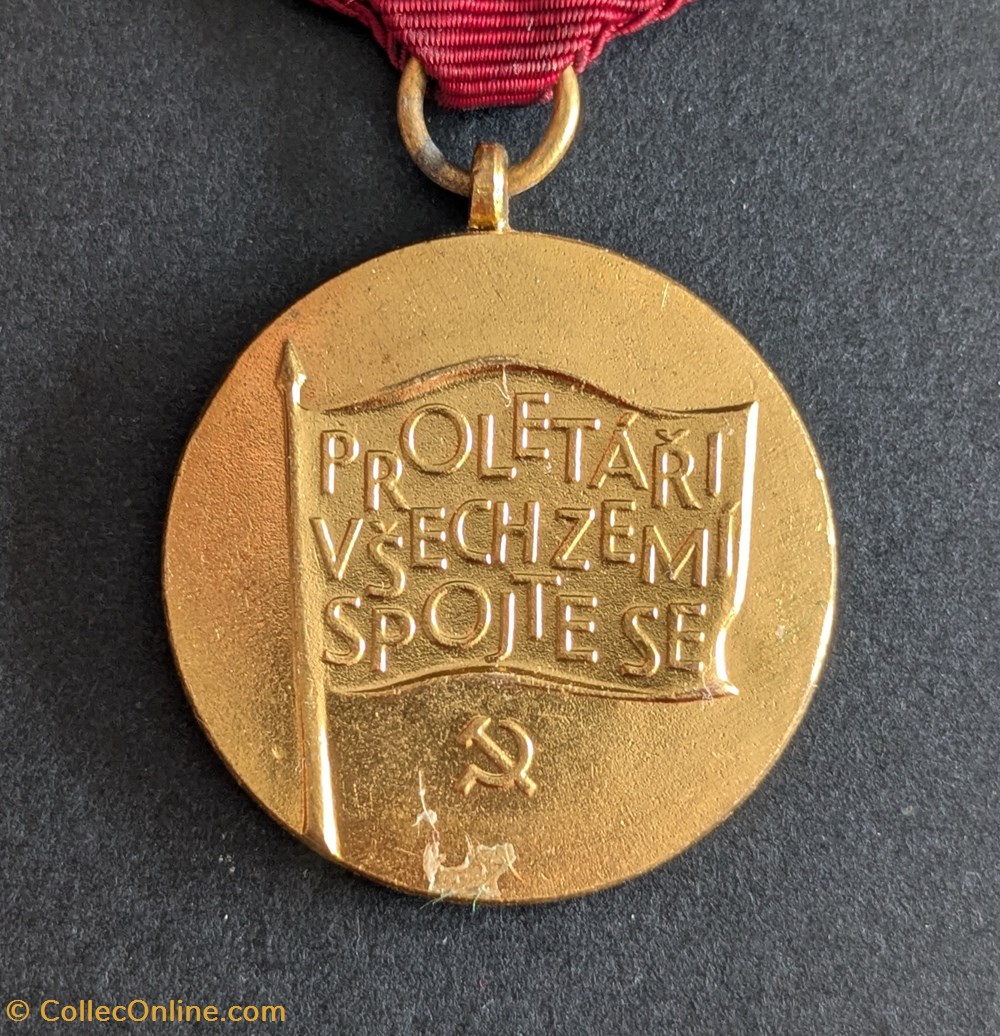 PROLETÁŘI
VŠECH ZEMÍ
SPOJTE SE
© CollecOnline.com